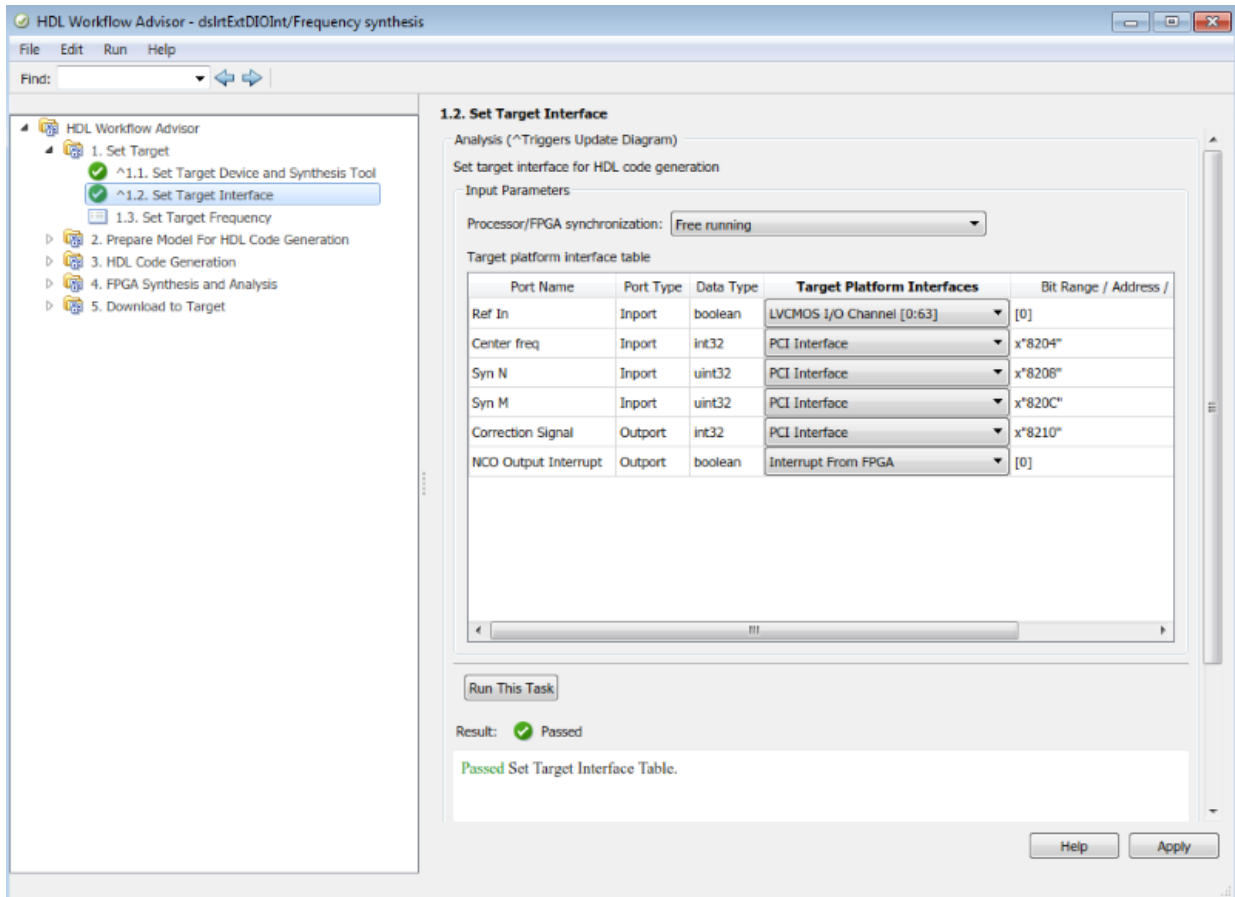 HDL Workflow Advisor - dslrtExtDIOInt/Frequency synthesis
File Edit Run Help
Find:
HDL Workflow Advisor
1. Set Target
^1.1. Set Target Device and Synthesis Tool
^1.2. Set Target Interface
1.3. Set Target Frequency
2. Prepare Model For HDL Code Generation
3. HDL Code Generation
4. FPGA Synthesis and Analysis
5. Download to Target
1.2. Set Target Interface
Analysis (^Triggers Update Diagram)
Set target interface for HDL code generation
Input Parameters
Processor/FPGA synchronization: Free running
Target platform interface table
Port Name Port Type Data Type Target Platform Interfaces Bit Range / Address /
Ref In Inport boolean LVCMOS I/O Channel [0:63] [0]
Center freq Inport int32 PCI Interface x"8204"
Syn N Inport uint32 PCI Interface x"8208"
Syn M Inport uint32 PCI Interface x"820C"
Correction Signal Outport int32 PCI Interface x"8210"
NCO Output Interrupt Outport boolean Interrupt From FPGA [0]
Run This Task
Result: Passed
Passed Set Target Interface Table.
Help Apply